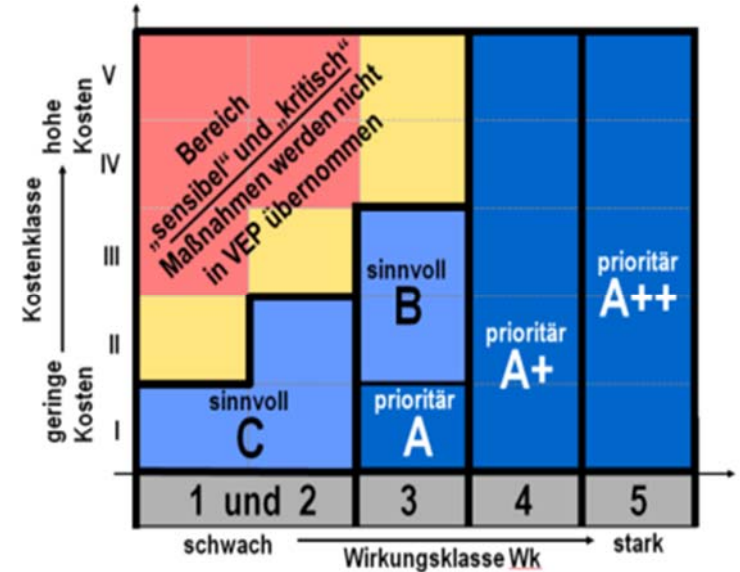 hohe
Kosten
Kostenklasse
geringe
Kosten
V
IV
III
II
I
Bereich
„sensibel“ und „kritisch“
Maßnahmen werden nicht
in VEP übernommen
sinnvoll
B
prioritär
A++
prioritär
A+
sinnvoll
C
prioritär
A
1 und 2
3
4
5
schwach
Wirkungsklasse Wk
stark